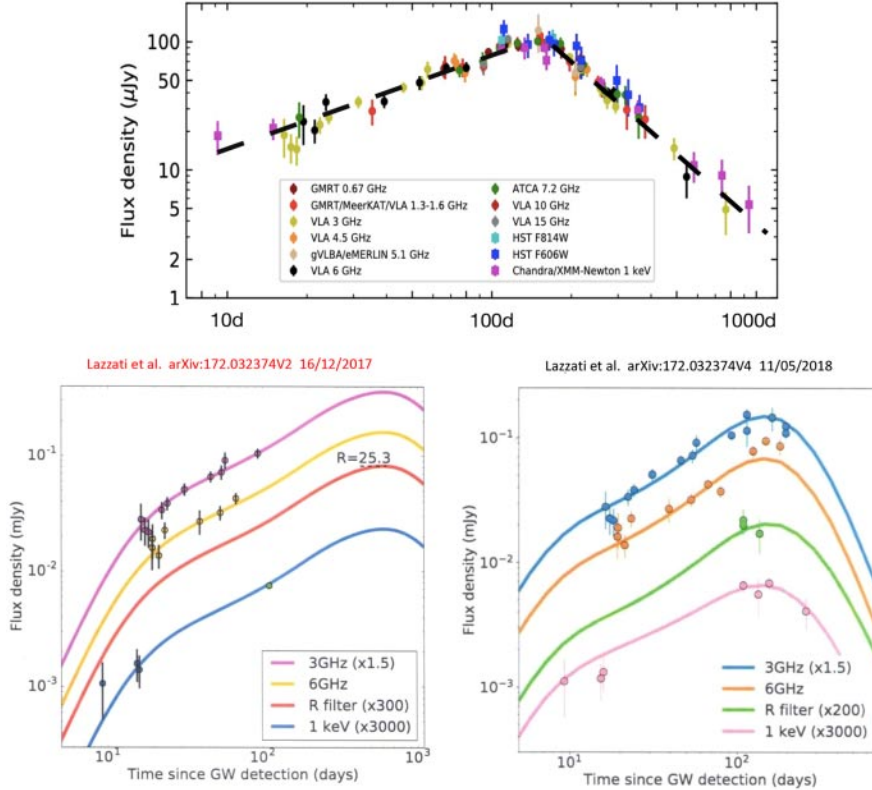 Flux density (μJy)
100
50
10
5
2
1
GMRT 0.67 GHz
GMRT/MeerKAT/VLA 1.3-1.6 GHz
VLA 3 GHz
VLA 4.5 GHz
gVLBA/eMERLIN 5.1 GHz
VLA 6 GHz
ATCA 7.2 GHz
VLA 10 GHz
VLA 15 GHz
HST F814W
HST F606W
Chandra/XMM-Newton 1 keV
10d
100d
1000d
Lazzati et al. arXiv:172.032374V2 16/12/2017
Flux density (mJy)
10⁻¹
10⁻²
10⁻³
R=25.3
3GHz (x1.5)
6GHz
R filter (x300)
1 keV (x3000)
10¹
10²
10³
Time since GW detection (days)
Lazzati et al. arXiv:172.032374V4 11/05/2018
Flux density (mJy)
10⁻¹
10⁻²
10⁻³
3GHz (x1.5)
6GHz
R filter (x200)
1 keV (x3000)
10¹
10²
Time since GW detection (days)